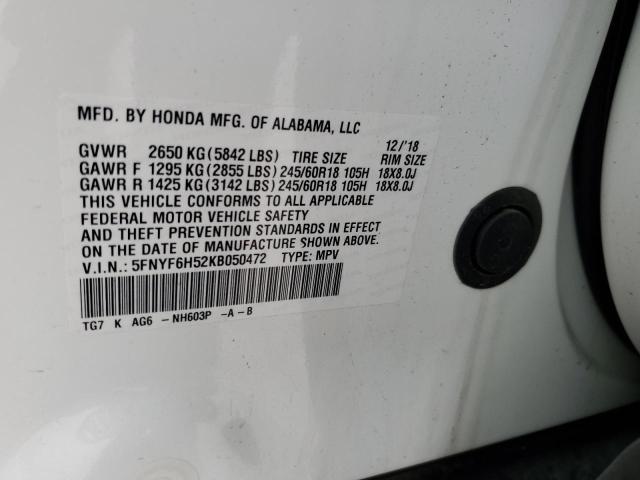 MFD. BY HONDA MFG. OF ALABAMA, LLC
12/'18
GVWR 2650 KG (5842 LBS) TIRE SIZE RIM SIZE
GAWR F 1295 KG (2855 LBS) 245/60R18 105H 18X8.0J
GAWR R 1425 KG (3142 LBS) 245/60R18 105H 18X8.0J
THIS VEHICLE CONFORMS TO ALL APPLICABLE
FEDERAL MOTOR VEHICLE SAFETY
AND THEFT PREVENTION STANDARDS IN EFFECT
ON THE DATE OF MANUFACTURE SHOWN ABOVE.
V.I.N.: 5FNYF6H52KB050472 TYPE: MPV
TG7 K AG6 -NH603P -A-B